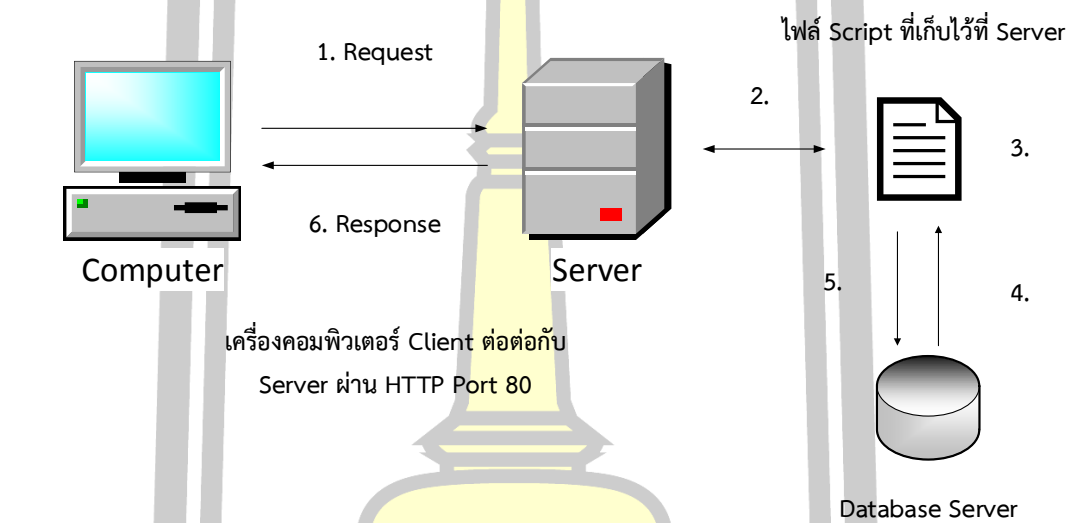 ไฟล์ Script ที่เก็บไว้ที่ Server
1. Request
2.
3.
6. Response
Computer
Server
5.
4.
เครื่องคอมพิวเตอร์ Client ต่อต่อกับ
Server ผ่าน HTTP Port 80
Database Server